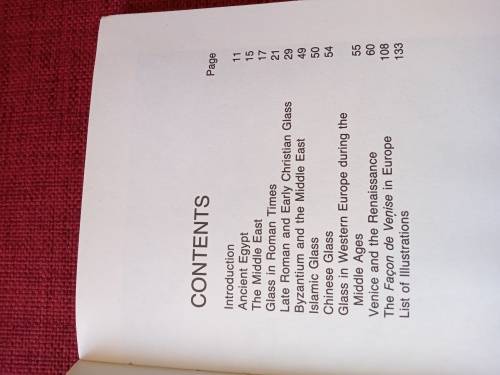 CONTENTS
Page
Introduction 11
Ancient Egypt 15
The Middle East 17
Glass in Roman Times 21
Late Roman and Early Christian Glass 29
Byzantium and the Middle East 49
Islamic Glass 50
Chinese Glass 54
Glass in Western Europe during the
Middle Ages 55
Venice and the Renaissance 60
The Façon de Venise in Europe 108
List of Illustrations 133